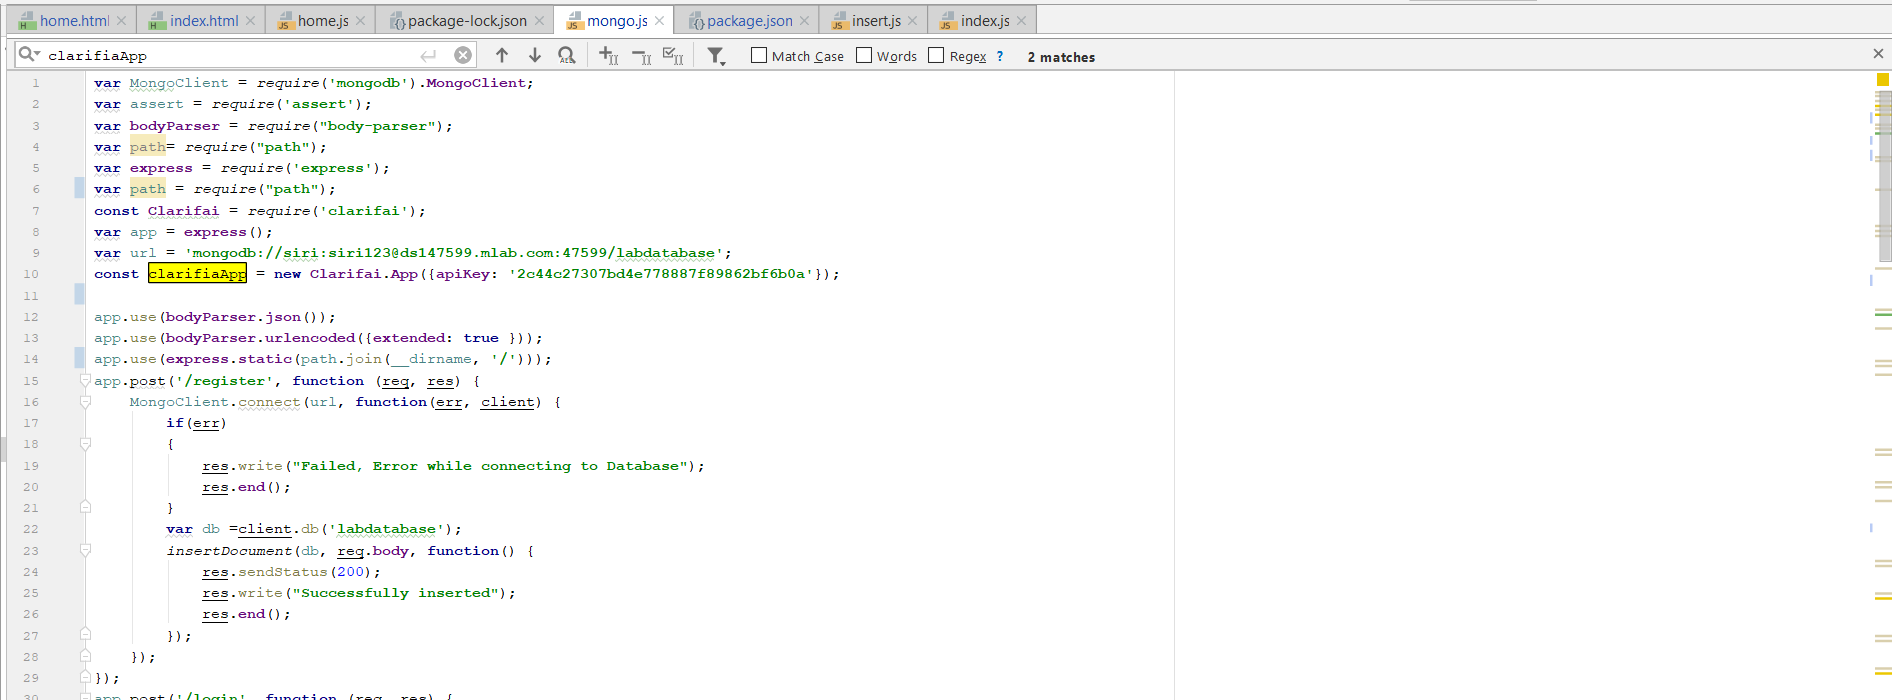 home.html index.html home.js package-lock.json mongo.js package.json insert.js index.js
clarifiaApp Match Case Words Regex ? 2 matches
1 var MongoClient = require('mongodb').MongoClient;
2 var assert = require('assert');
3 var bodyParser = require("body-parser");
4 var path= require("path");
5 var express = require('express');
6 var path = require("path");
7 const Clarifai = require('clarifai');
8 var app = express();
9 var url = 'mongodb://siri:siri123@ds147599.mlab.com:47599/labdatabase';
10 const clarifiaApp = new Clarifai.App({apiKey: '2c44c27307bd4e778887f89862bf6b0a'});
11
12 app.use(bodyParser.json());
13 app.use(bodyParser.urlencoded({extended: true }));
14 app.use(express.static(path.join(__dirname, '/')));
15 app.post('/register', function (req, res) {
16 MongoClient.connect(url, function(err, client) {
17 if(err)
18 {
19 res.write("Failed, Error while connecting to Database");
20 res.end();
21 }
22 var db =client.db('labdatabase');
23 insertDocument(db, req.body, function() {
24 res.sendStatus(200);
25 res.write("Successfully inserted");
26 res.end();
27 });
28 });
29 });
30 app.post('/login', function (req, res) {